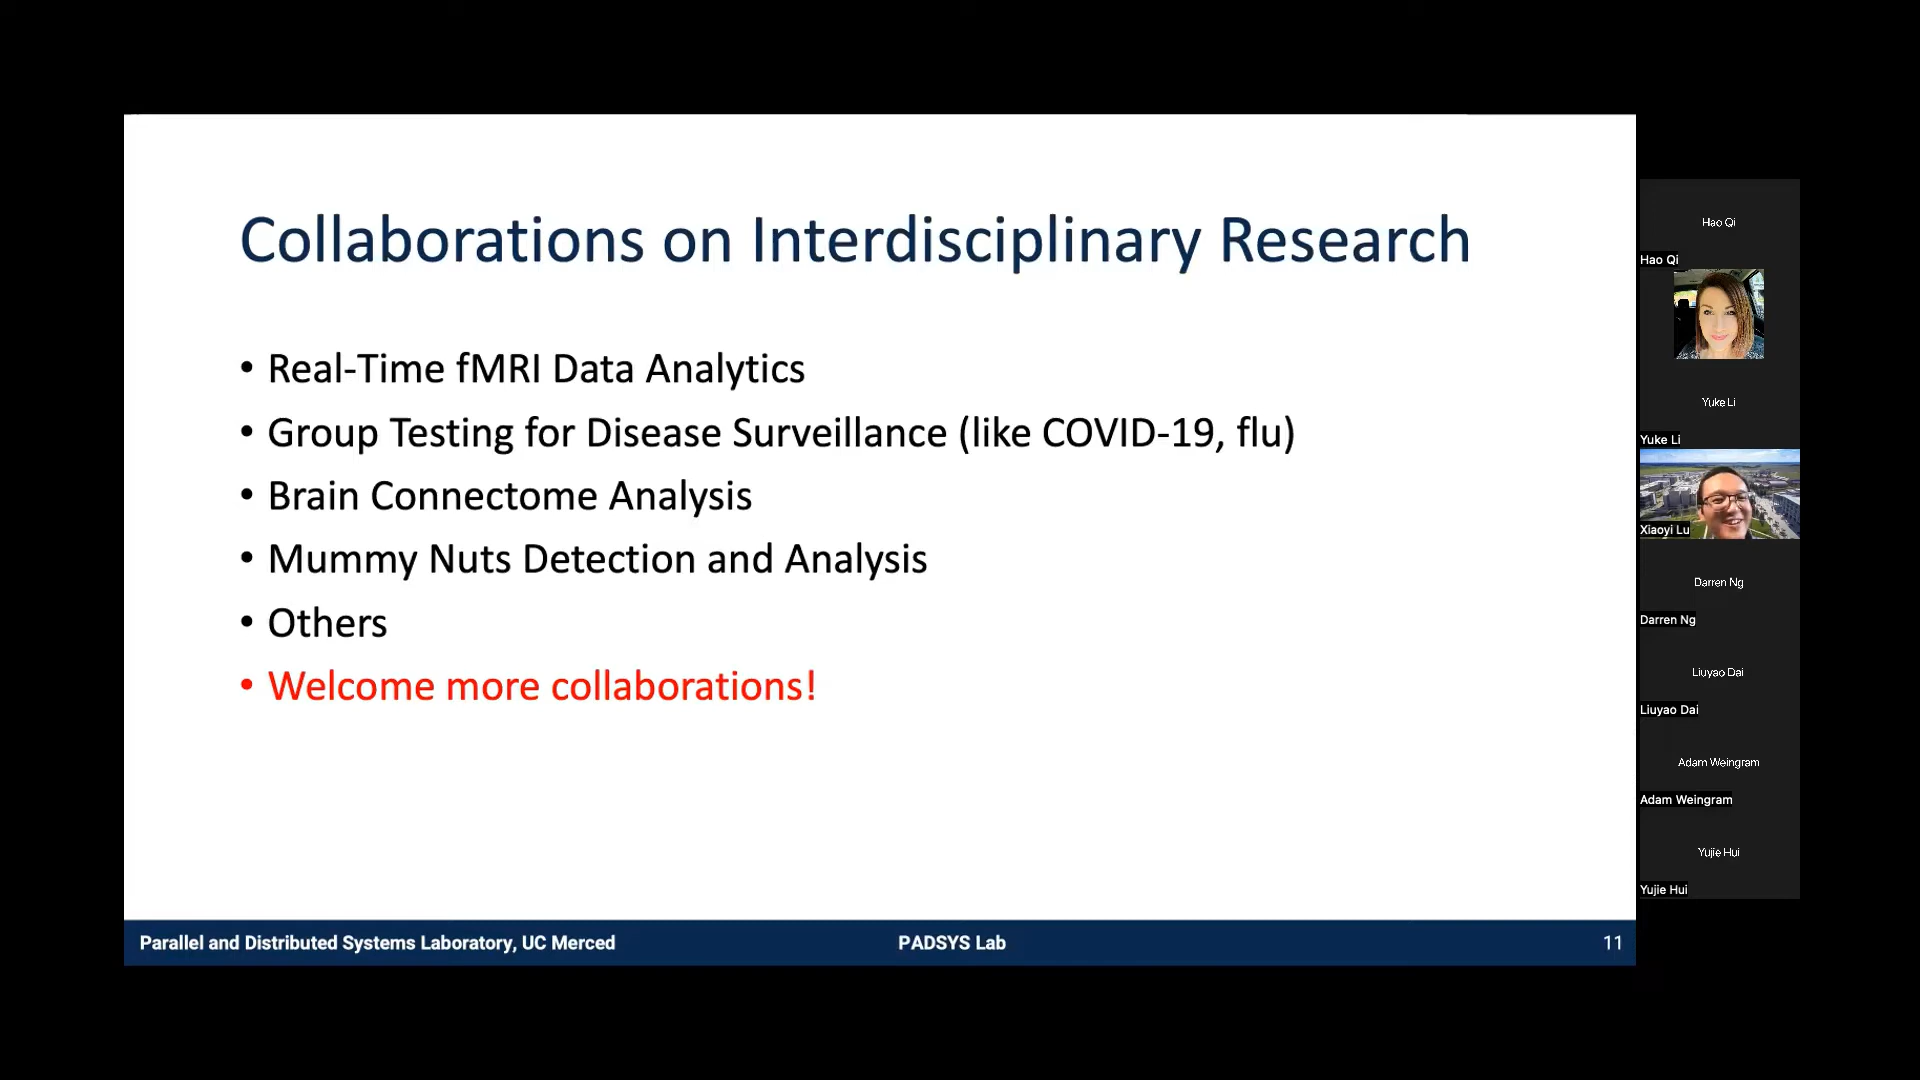 Collaborations on Interdisciplinary Research
• Real-Time fMRI Data Analytics
• Group Testing for Disease Surveillance (like COVID-19, flu)
• Brain Connectome Analysis
• Mummy Nuts Detection and Analysis
• Others
• Welcome more collaborations!
Parallel and Distributed Systems Laboratory, UC Merced
PADSYS Lab
11
Hao Qi
Hao Qi
Yuke Li
Yuke Li
Xiaoyi Lu
Darren Ng
Darren Ng
Liuyao Dai
Liuyao Dai
Adam Weingram
Adam Weingram
Yujie Hui
Yujie Hui